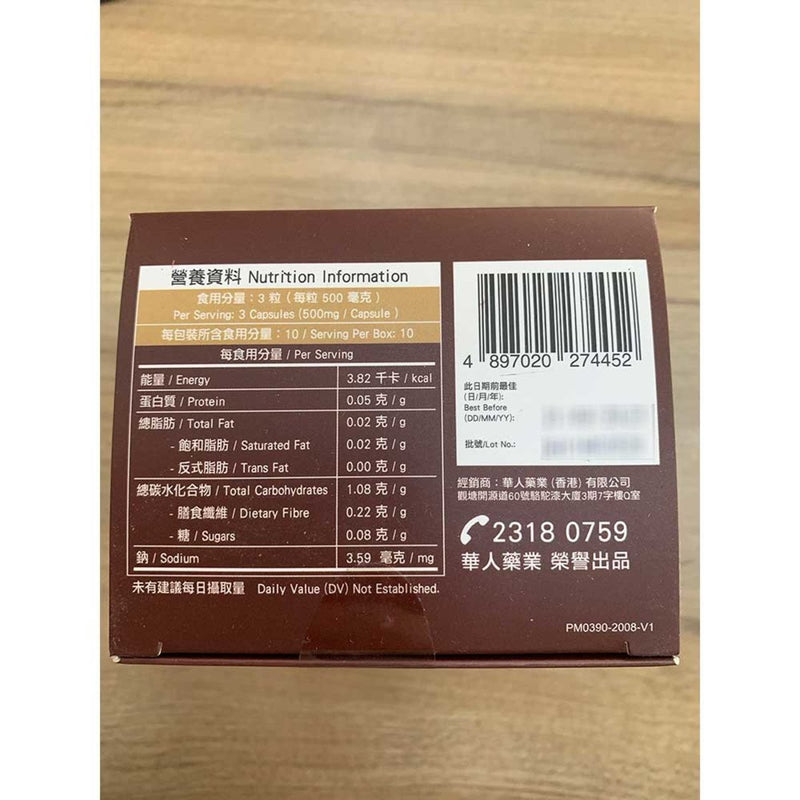 營養資料 Nutrition Information
食用分量：3 粒（每粒 500 毫克）
Per Serving: 3 Capsules (500mg / Capsule )
每包裝所含食用分量：10 / Serving Per Box: 10
每食用分量 / Per Serving
能量 / Energy 3.82 千卡 / kcal
蛋白質 / Protein 0.05 克 / g
總脂肪 / Total Fat 0.02 克 / g
- 飽和脂肪 / Saturated Fat 0.02 克 / g
- 反式脂肪 / Trans Fat 0.00 克 / g
總碳水化合物 / Total Carbohydrates 1.08 克 / g
- 膳食纖維 / Dietary Fibre 0.22 克 / g
- 糖 / Sugars 0.08 克 / g
鈉 / Sodium 3.59 毫克 / mg
未有建議每日攝取量 Daily Value (DV) Not Established.
4 897020 274452
此日期前最佳
(日/月/年):
Best Before
(DD/MM/YY):
批號/Lot No.:
經銷商：華人藥業 (香港) 有限公司
觀塘開源道60號駱駝漆大廈3期7字樓Q室
2318 0759
華人藥業 榮譽出品
PM0390-2008-V1